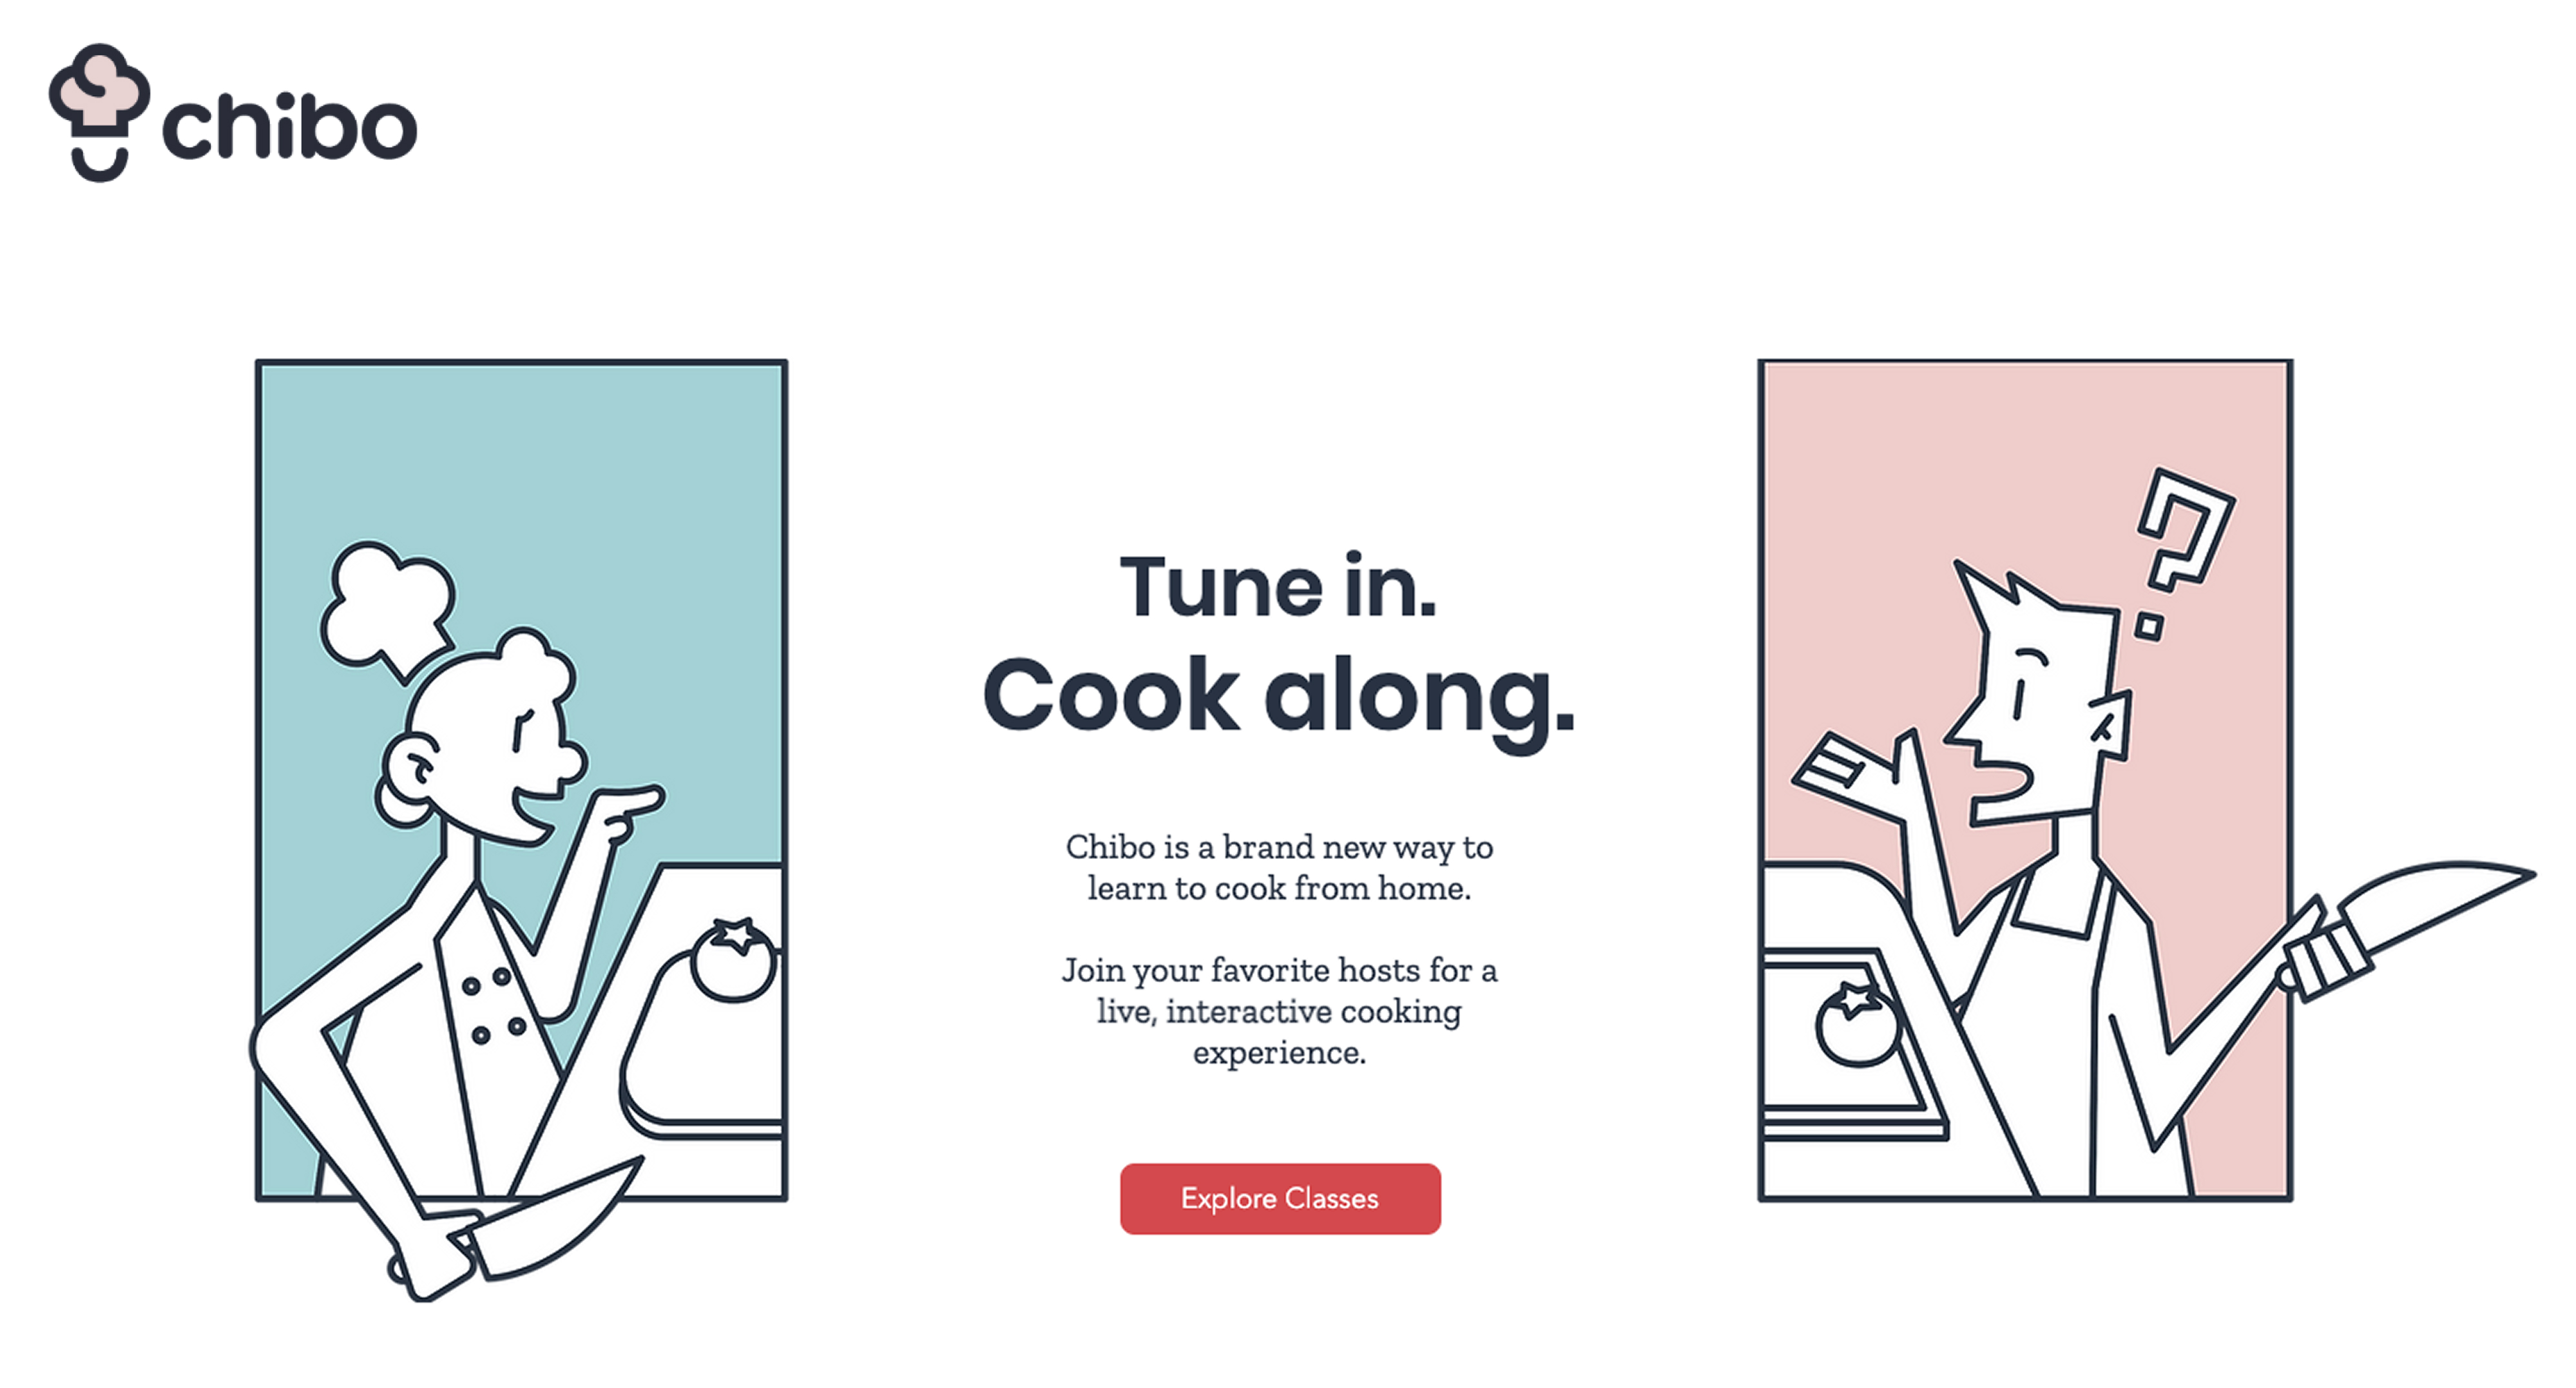 chibo
Tune in.
Cook along.
Chibo is a brand new way to
learn to cook from home.
Join your favorite hosts for a
live, interactive cooking
experience.
Explore Classes
?